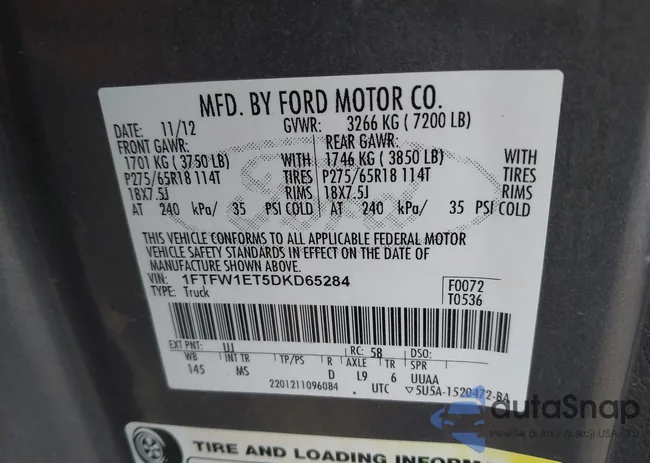 MFD. BY FORD MOTOR CO.
DATE: 11/12 GVWR: 3266 KG ( 7200 LB)
FRONT GAWR: REAR GAWR:
1701 KG ( 3750 LB) WITH 1746 KG ( 3850 LB) WITH
P275/65R18 114T TIRES P275/65R18 114T TIRES
18X7.5J RIMS 18X7.5J RIMS
AT 240 kPa/ 35 PSI COLD AT 240 kPa/ 35 PSI COLD
THIS VEHICLE CONFORMS TO ALL APPLICABLE FEDERAL MOTOR
VEHICLE SAFETY STANDARDS IN EFFECT ON THE DATE OF
MANUFACTURE SHOWN ABOVE.
VIN: 1FTFW1ET5DKD65284 F0072
TYPE: Truck T0536
EXT PNT: UJ RC: 58 DSO:
WB INT TR TP/PS R AXLE TR SPR
145 MS D L9 6 UUAA
2201211096084 . UTC 5U5A-1520472-BA
autoSnap
Pewne auta z aukcji USA
TIRE AND LOADING INFORM